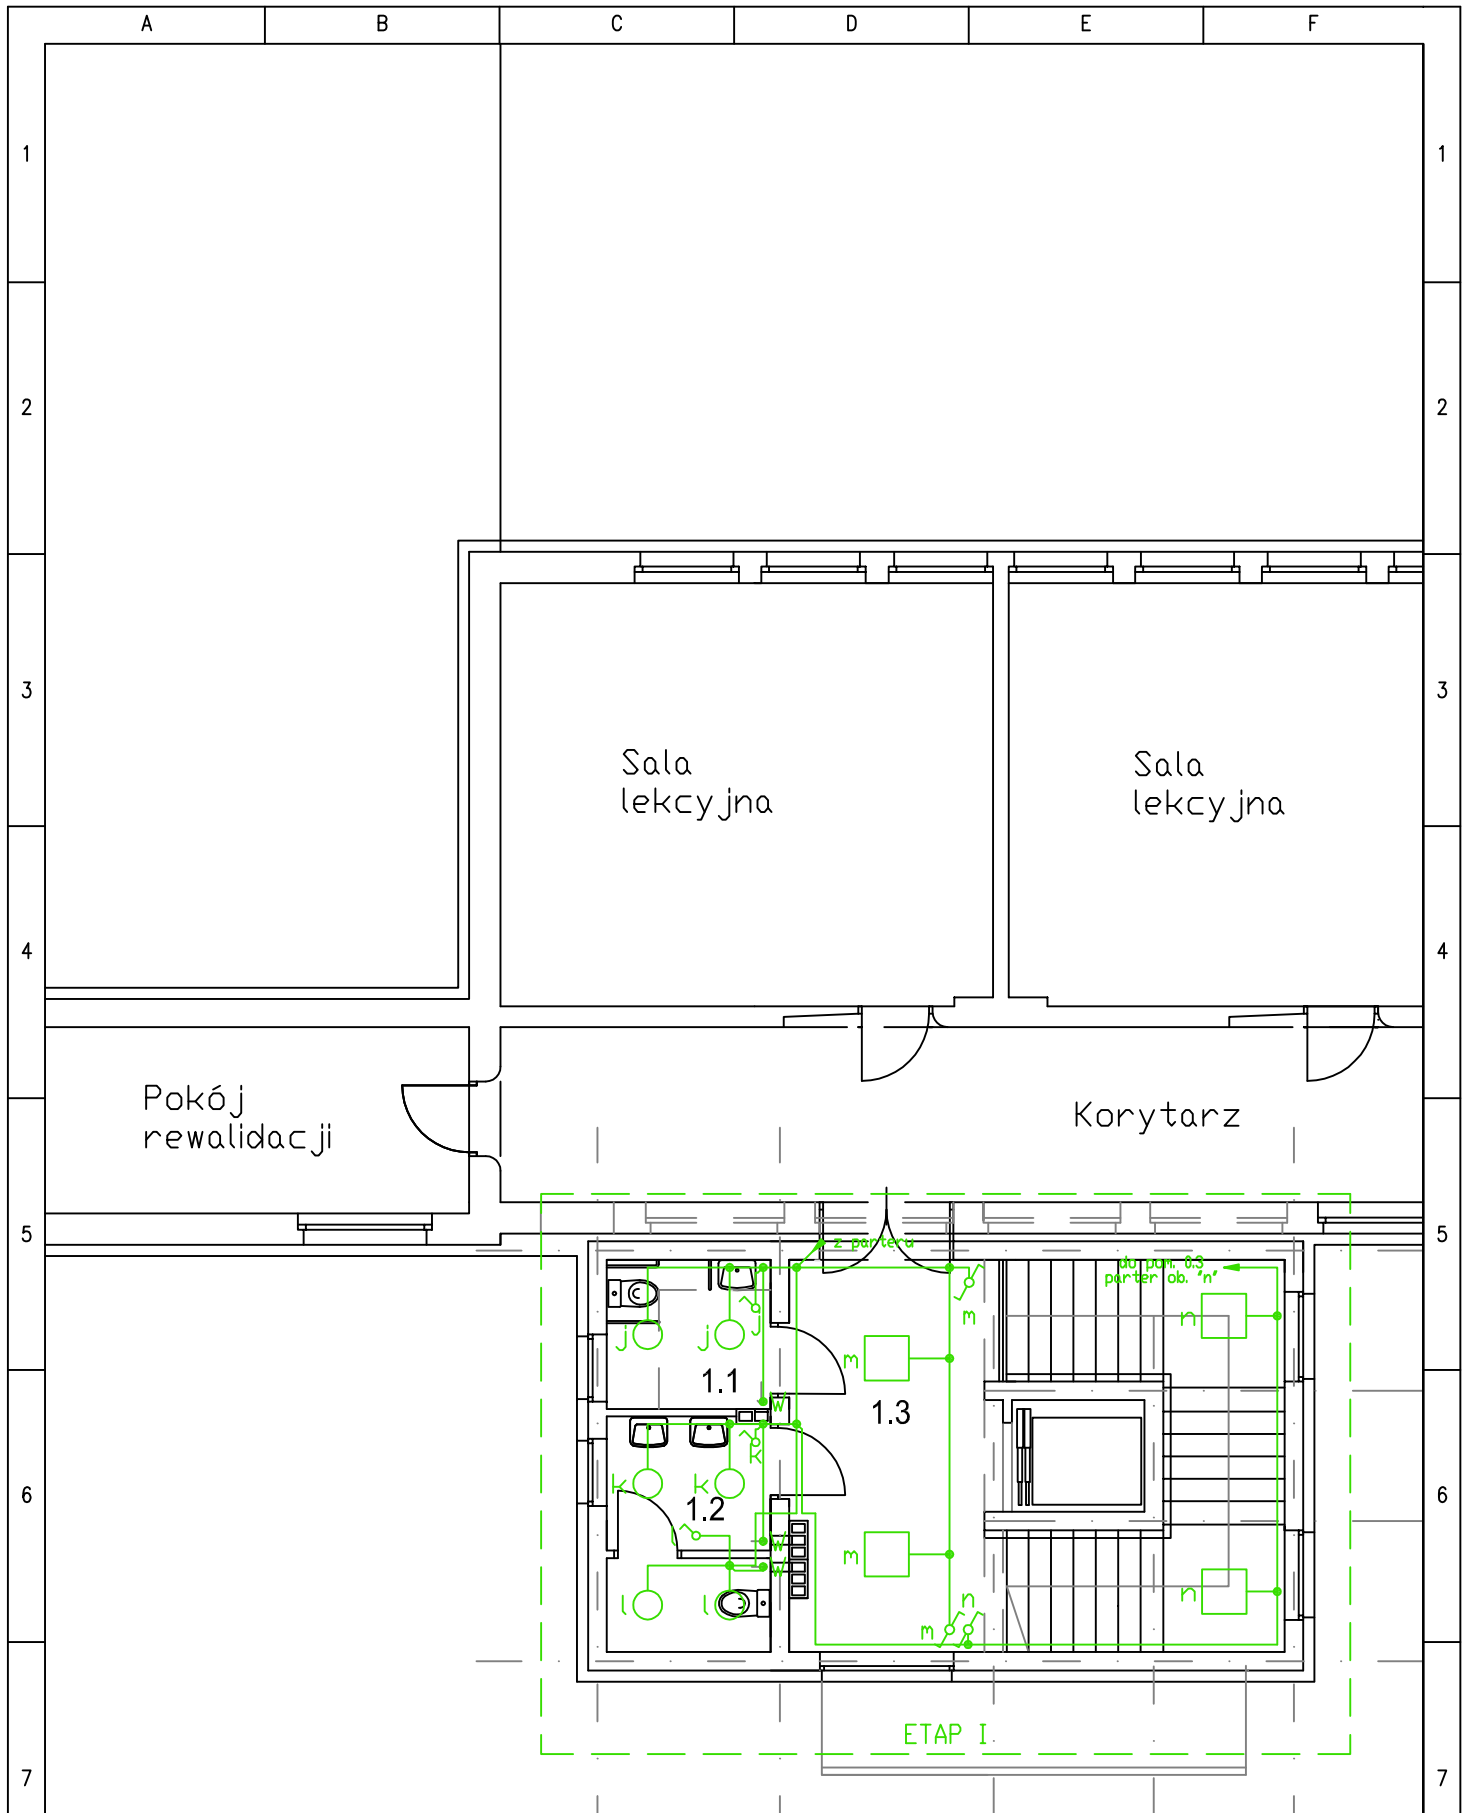 A B C D E F
1 1
2 2
3 3
Sala
lekcyjna
Sala
lekcyjna
4 4
Pokój
rewalidacji
Korytarz
5 5
z parteru
do pom. 0.3
parter ob. "n"
m
n
j j j
m
1.1
w
1.3
k
k k
6 6
1.2
l
w
m
w
n
l l
n
m
ETAP I
7 7